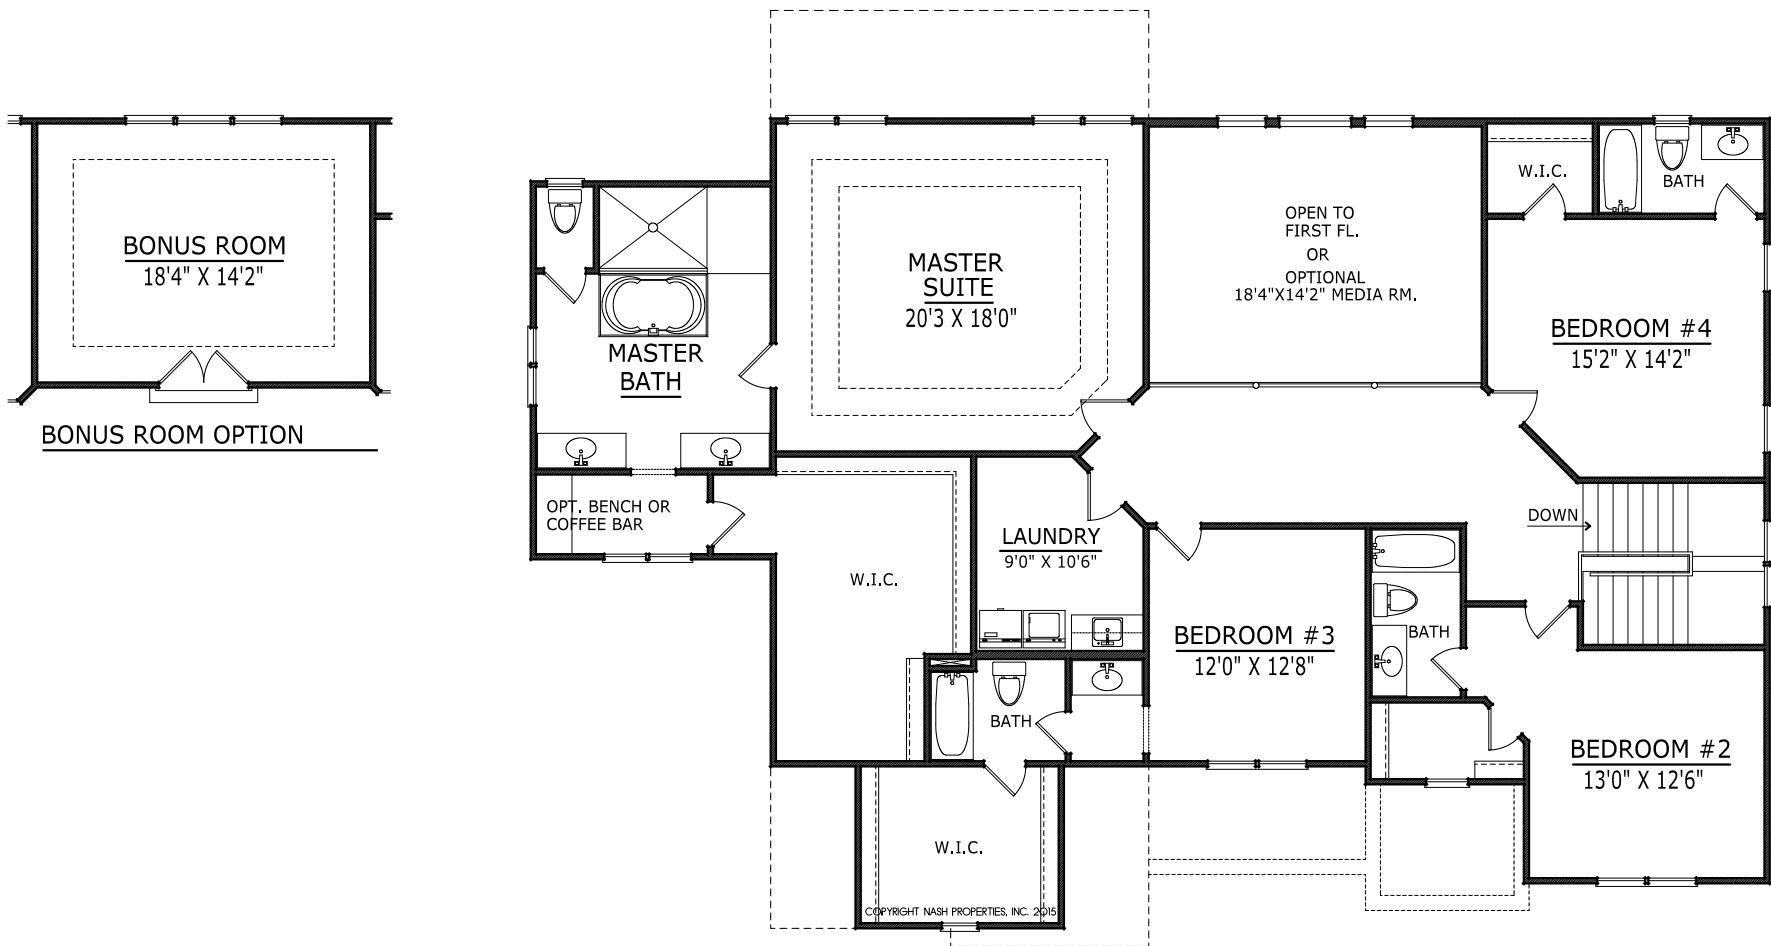 BONUS ROOM
18'4" X 14'2"
BONUS ROOM OPTION
MASTER
BATH
OPT. BENCH OR
COFFEE BAR
MASTER
SUITE
20'3 X 18'0"
OPEN TO
FIRST FL.
OR
OPTIONAL
18'4"X14'2" MEDIA RM.
W.I.C.
BATH
BEDROOM #4
15'2" X 14'2"
DOWN
LAUNDRY
9'0" X 10'6"
W.I.C.
BEDROOM #3
12'0" X 12'8"
BATH
BATH
BEDROOM #2
13'0" X 12'6"
W.I.C.
COPYRIGHT NASH PROPERTIES, INC. 2015